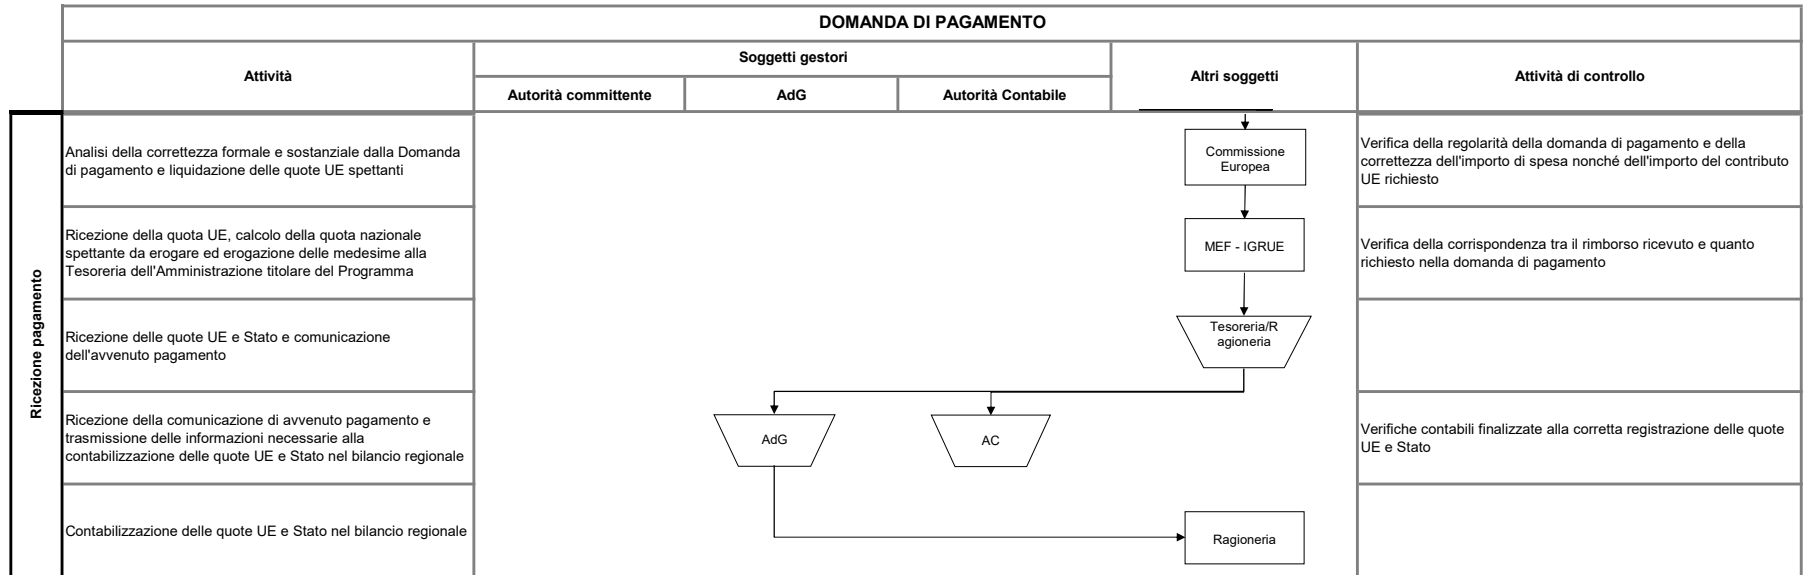 DOMANDA DI PAGAMENTO
Attività
Soggetti gestori
Altri soggetti
Attività di controllo
Autorità committente
AdG
Autorità Contabile
Ricezione pagamento
Analisi della correttezza formale e sostanziale dalla Domanda
di pagamento e liquidazione delle quote UE spettanti
Commissione
Europea
Verifica della regolarità della domanda di pagamento e della
correttezza dell'importo di spesa nonché dell'importo del contributo
UE richiesto
Ricezione della quota UE, calcolo della quota nazionale
spettante da erogare ed erogazione delle medesime alla
Tesoreria dell'Amministrazione titolare del Programma
MEF - IGRUE
Verifica della corrispondenza tra il rimborso ricevuto e quanto
richiesto nella domanda di pagamento
Ricezione delle quote UE e Stato e comunicazione
dell'avvenuto pagamento
Tesoreria/R
agioneria
Ricezione della comunicazione di avvenuto pagamento e
trasmissione delle informazioni necessarie alla
contabilizzazione delle quote UE e Stato nel bilancio regionale
AdG
AC
Verifiche contabili finalizzate alla corretta registrazione delle quote
UE e Stato
Contabilizzazione delle quote UE e Stato nel bilancio regionale
Ragioneria